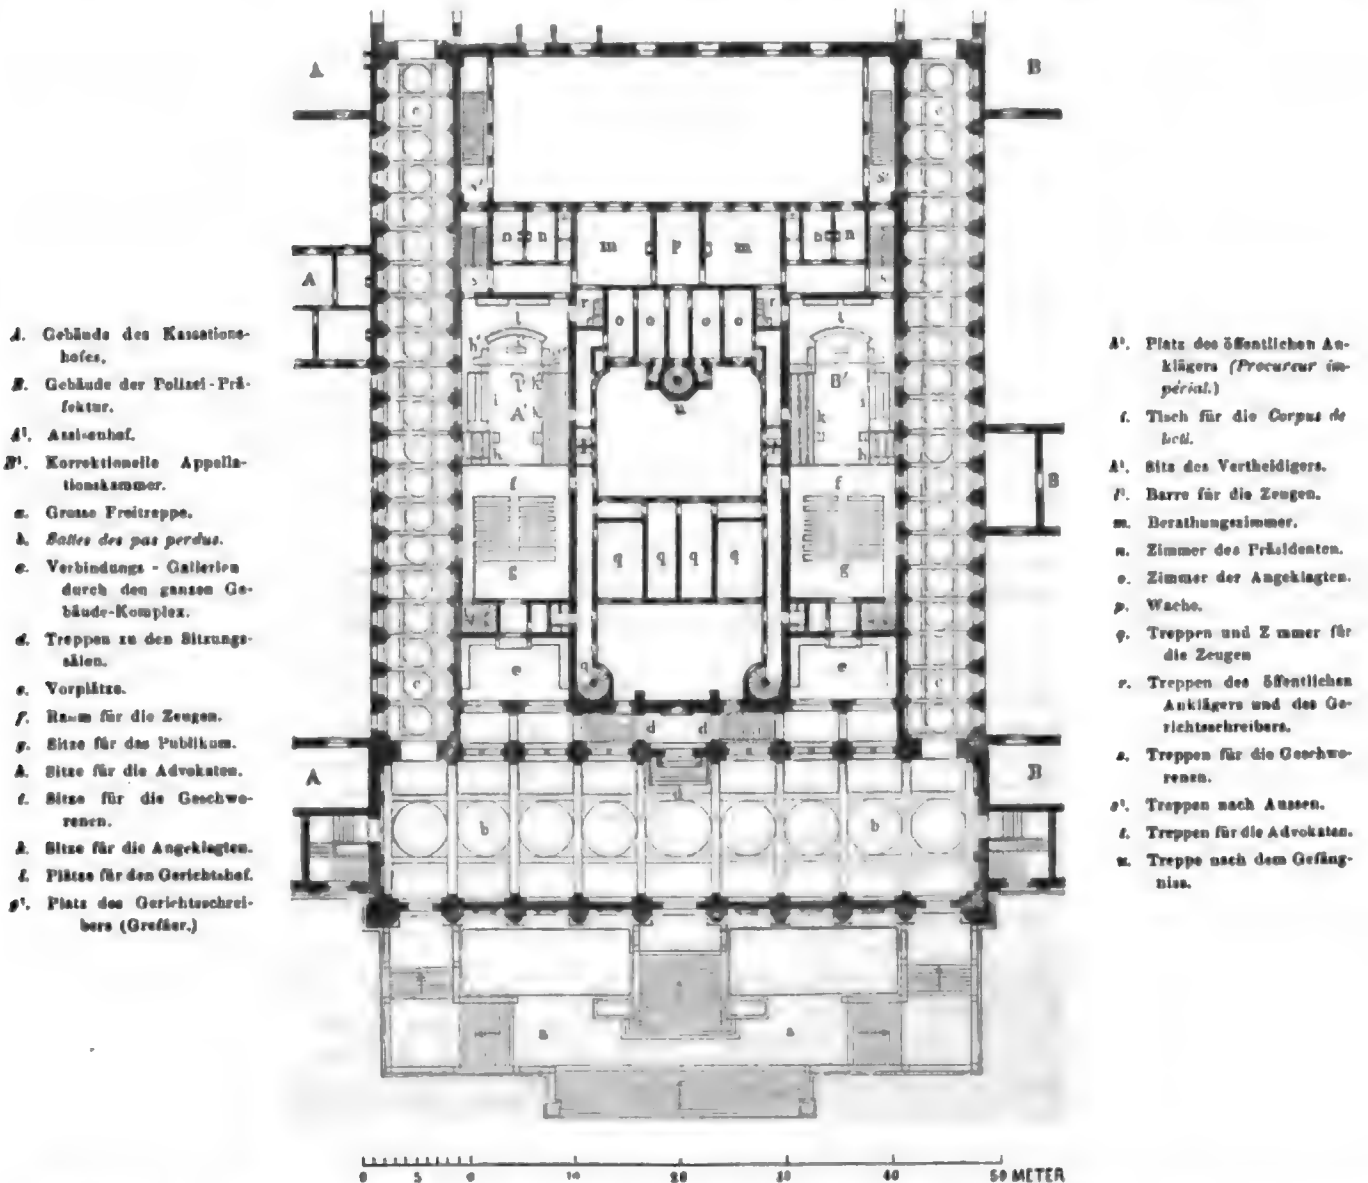 A. Gebäude des Kassations-
hofes.
B. Gebäude der Polizei-Prä-
fektur.
A¹. Assisenhof.
B¹. Korrektionelle Appella-
tionskammer.
a. Grosse Freitreppe.
b. Salles des pas perdus.
c. Verbindungs-Gallerien
durch den ganzen Ge-
bäude-Komplex.
d. Treppen zu den Sitzungs-
sälen.
e. Vorplätze.
f. Raum für die Zeugen.
g. Sitze für das Publikum.
h. Sitze für die Advokaten.
i. Sitze für die Geschwo-
renen.
k. Sitze für die Angeklagten.
l. Plätze für den Gerichtshof.
g¹. Platz des Gerichtsschrei-
bers (Greffier.)
h¹. Platz des öffentlichen An-
klägers (Procureur im-
périal.)
i. Tisch für die Corpus de
licti.
k¹. Sitz des Vertheidigers.
l¹. Barre für die Zeugen.
m. Berathungszimmer.
n. Zimmer des Präsidenten.
o. Zimmer der Angeklagten.
p. Wache.
q. Treppen und Zimmer für
die Zeugen
r. Treppen des öffentlichen
Anklägers und des Ge-
richtsschreibers.
s. Treppen für die Geschwo-
renen.
s¹. Treppen nach Aussen.
t. Treppen für die Advokaten.
u. Treppe nach dem Gefäng-
niss.
A B
s' s'
n n m p m n n
s r r s
A o o o o
l l
h' T k' B'
A' k i k i
h u h
f f B
q q q q
g g
e q e
c c
d d
A d B
b b
a a
0 5 0 10 20 30 40 50 METER